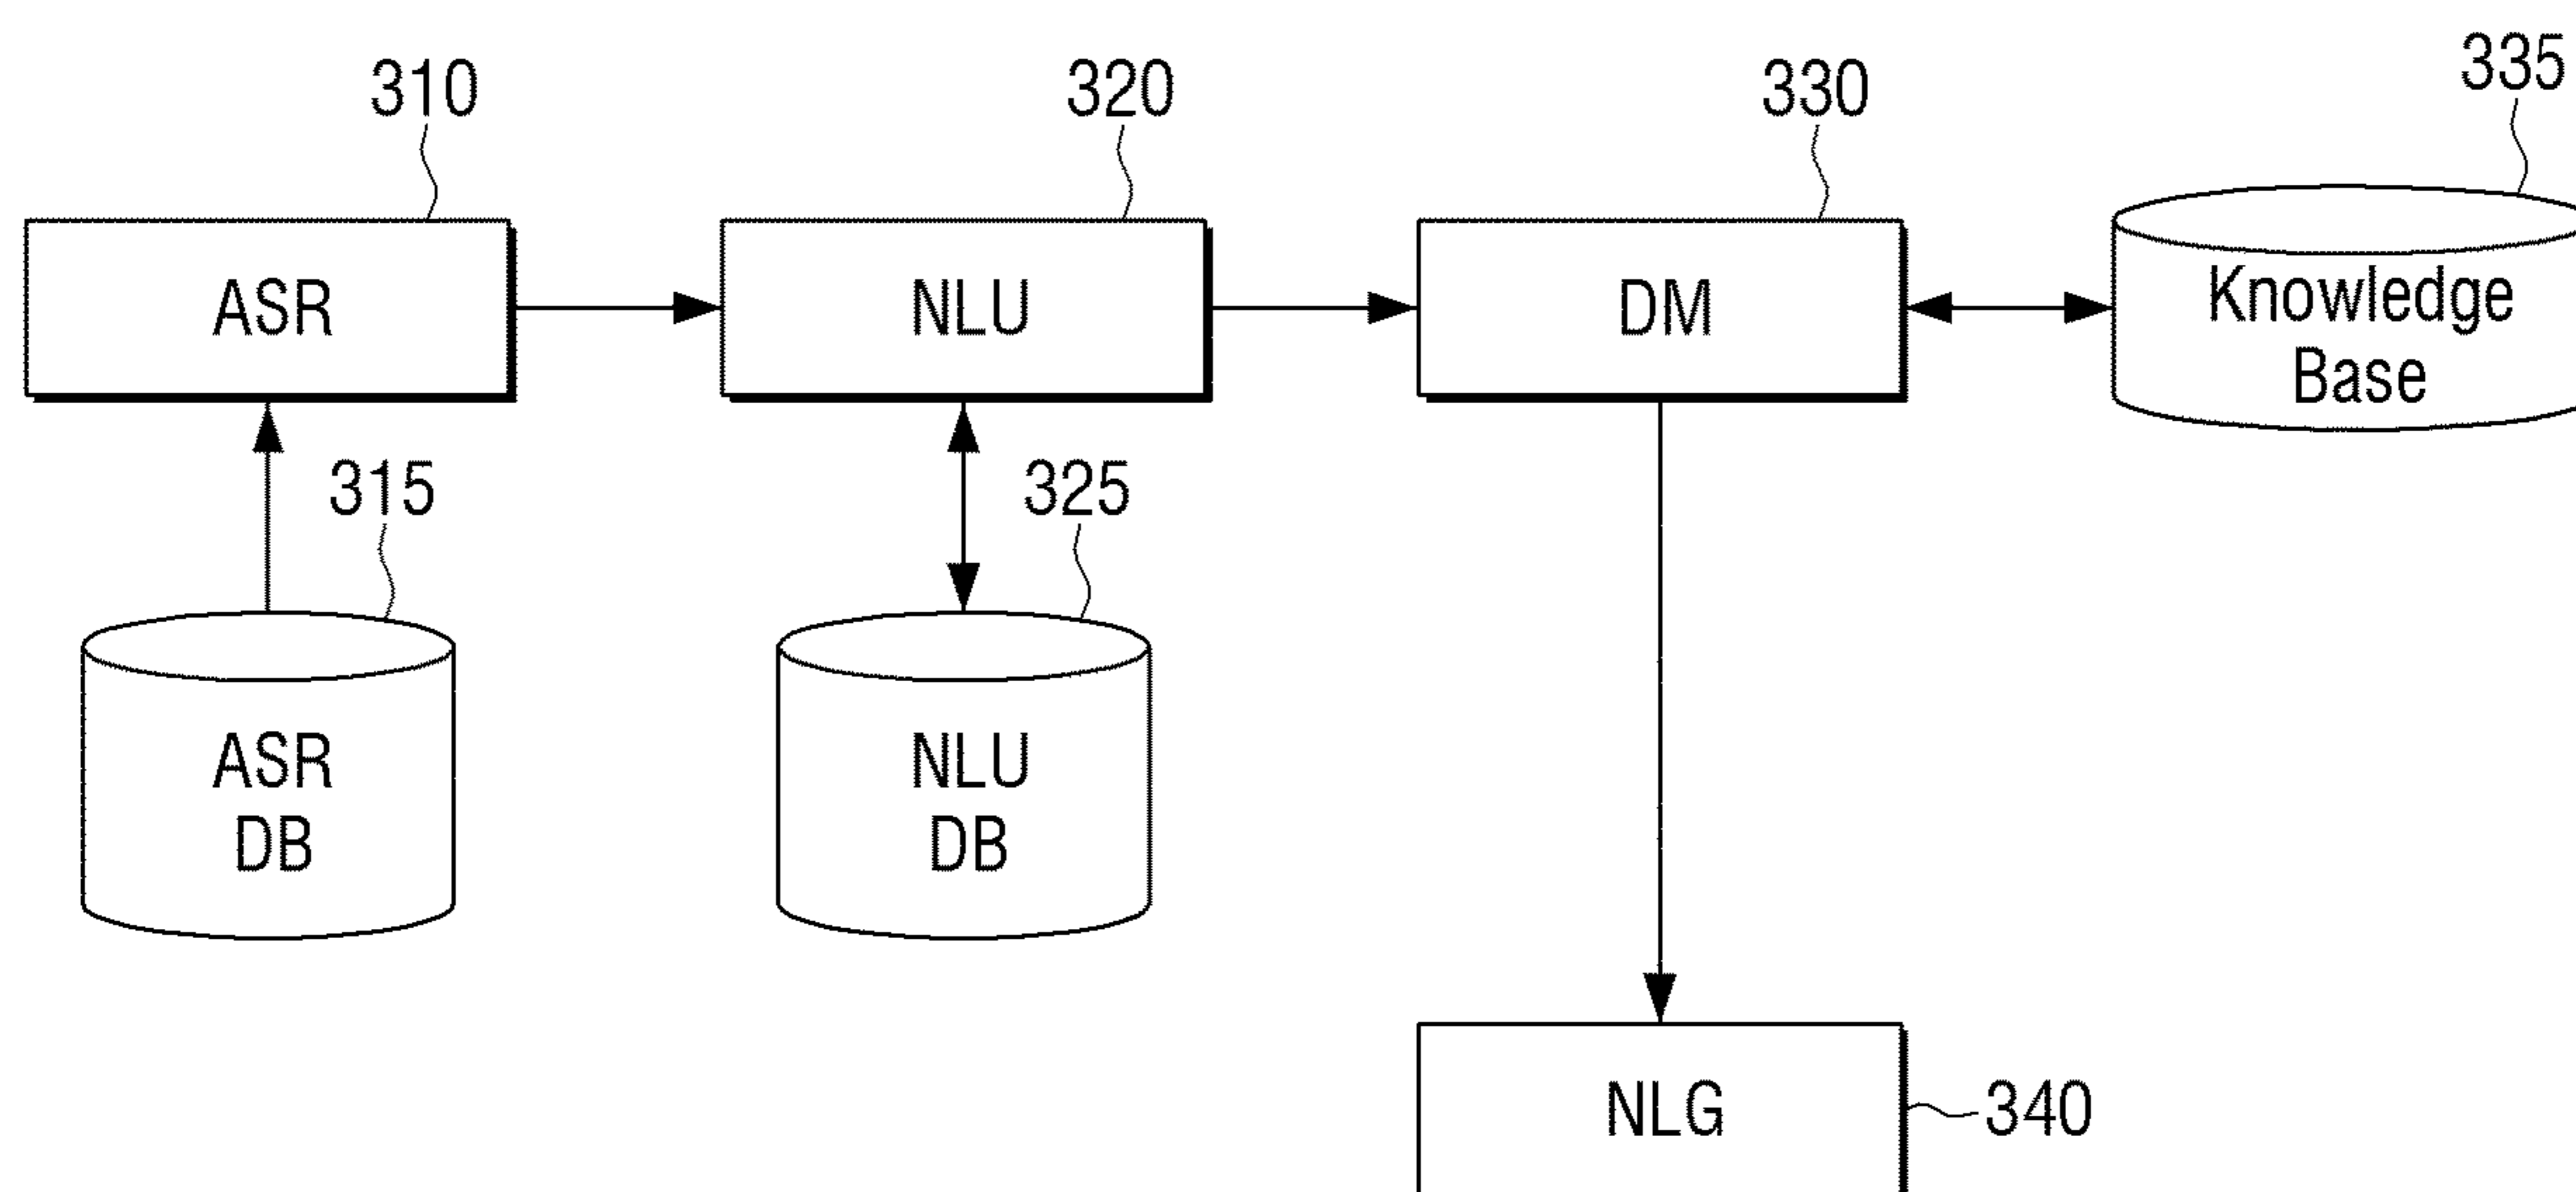 310
320
330
335
ASR
NLU
DM
Knowledge
Base
315
325
ASR
DB
NLU
DB
NLG
340